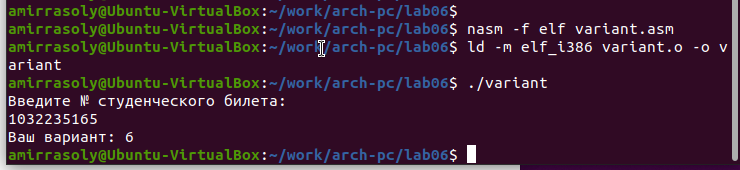 amirrasoly@Ubuntu-VirtualBox:~/work/arch-pc/lab06$
amirrasoly@Ubuntu-VirtualBox:~/work/arch-pc/lab06$ nasm -f elf variant.asm
amirrasoly@Ubuntu-VirtualBox:~/work/arch-pc/lab06$ ld -m elf_i386 variant.o -o v
ariant
amirrasoly@Ubuntu-VirtualBox:~/work/arch-pc/lab06$ ./variant
Введите № студенческого билета:
1032235165
Ваш вариант: 6
amirrasoly@Ubuntu-VirtualBox:~/work/arch-pc/lab06$